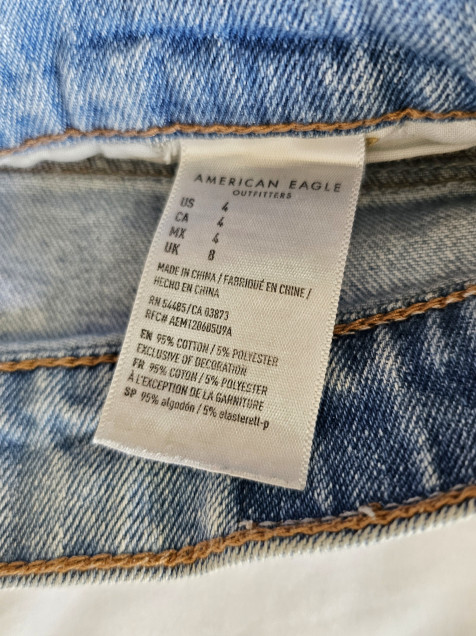 AMERICAN EAGLE
OUTFITTERS
US 4
CA 4
MX 4
UK 8
MADE IN CHINA / FABRIQUÉ EN CHINE /
HECHO EN CHINA
RN 54485/CA 03873
RFC# AEM120605U9A
EN 95% COTTON / 5% POLYESTER
EXCLUSIVE OF DECORATION
FR 95% COTON / 5% POLYESTER
À L'EXCEPTION DE LA GARNITURE
SP 95% algodón / 5% elasterell-p